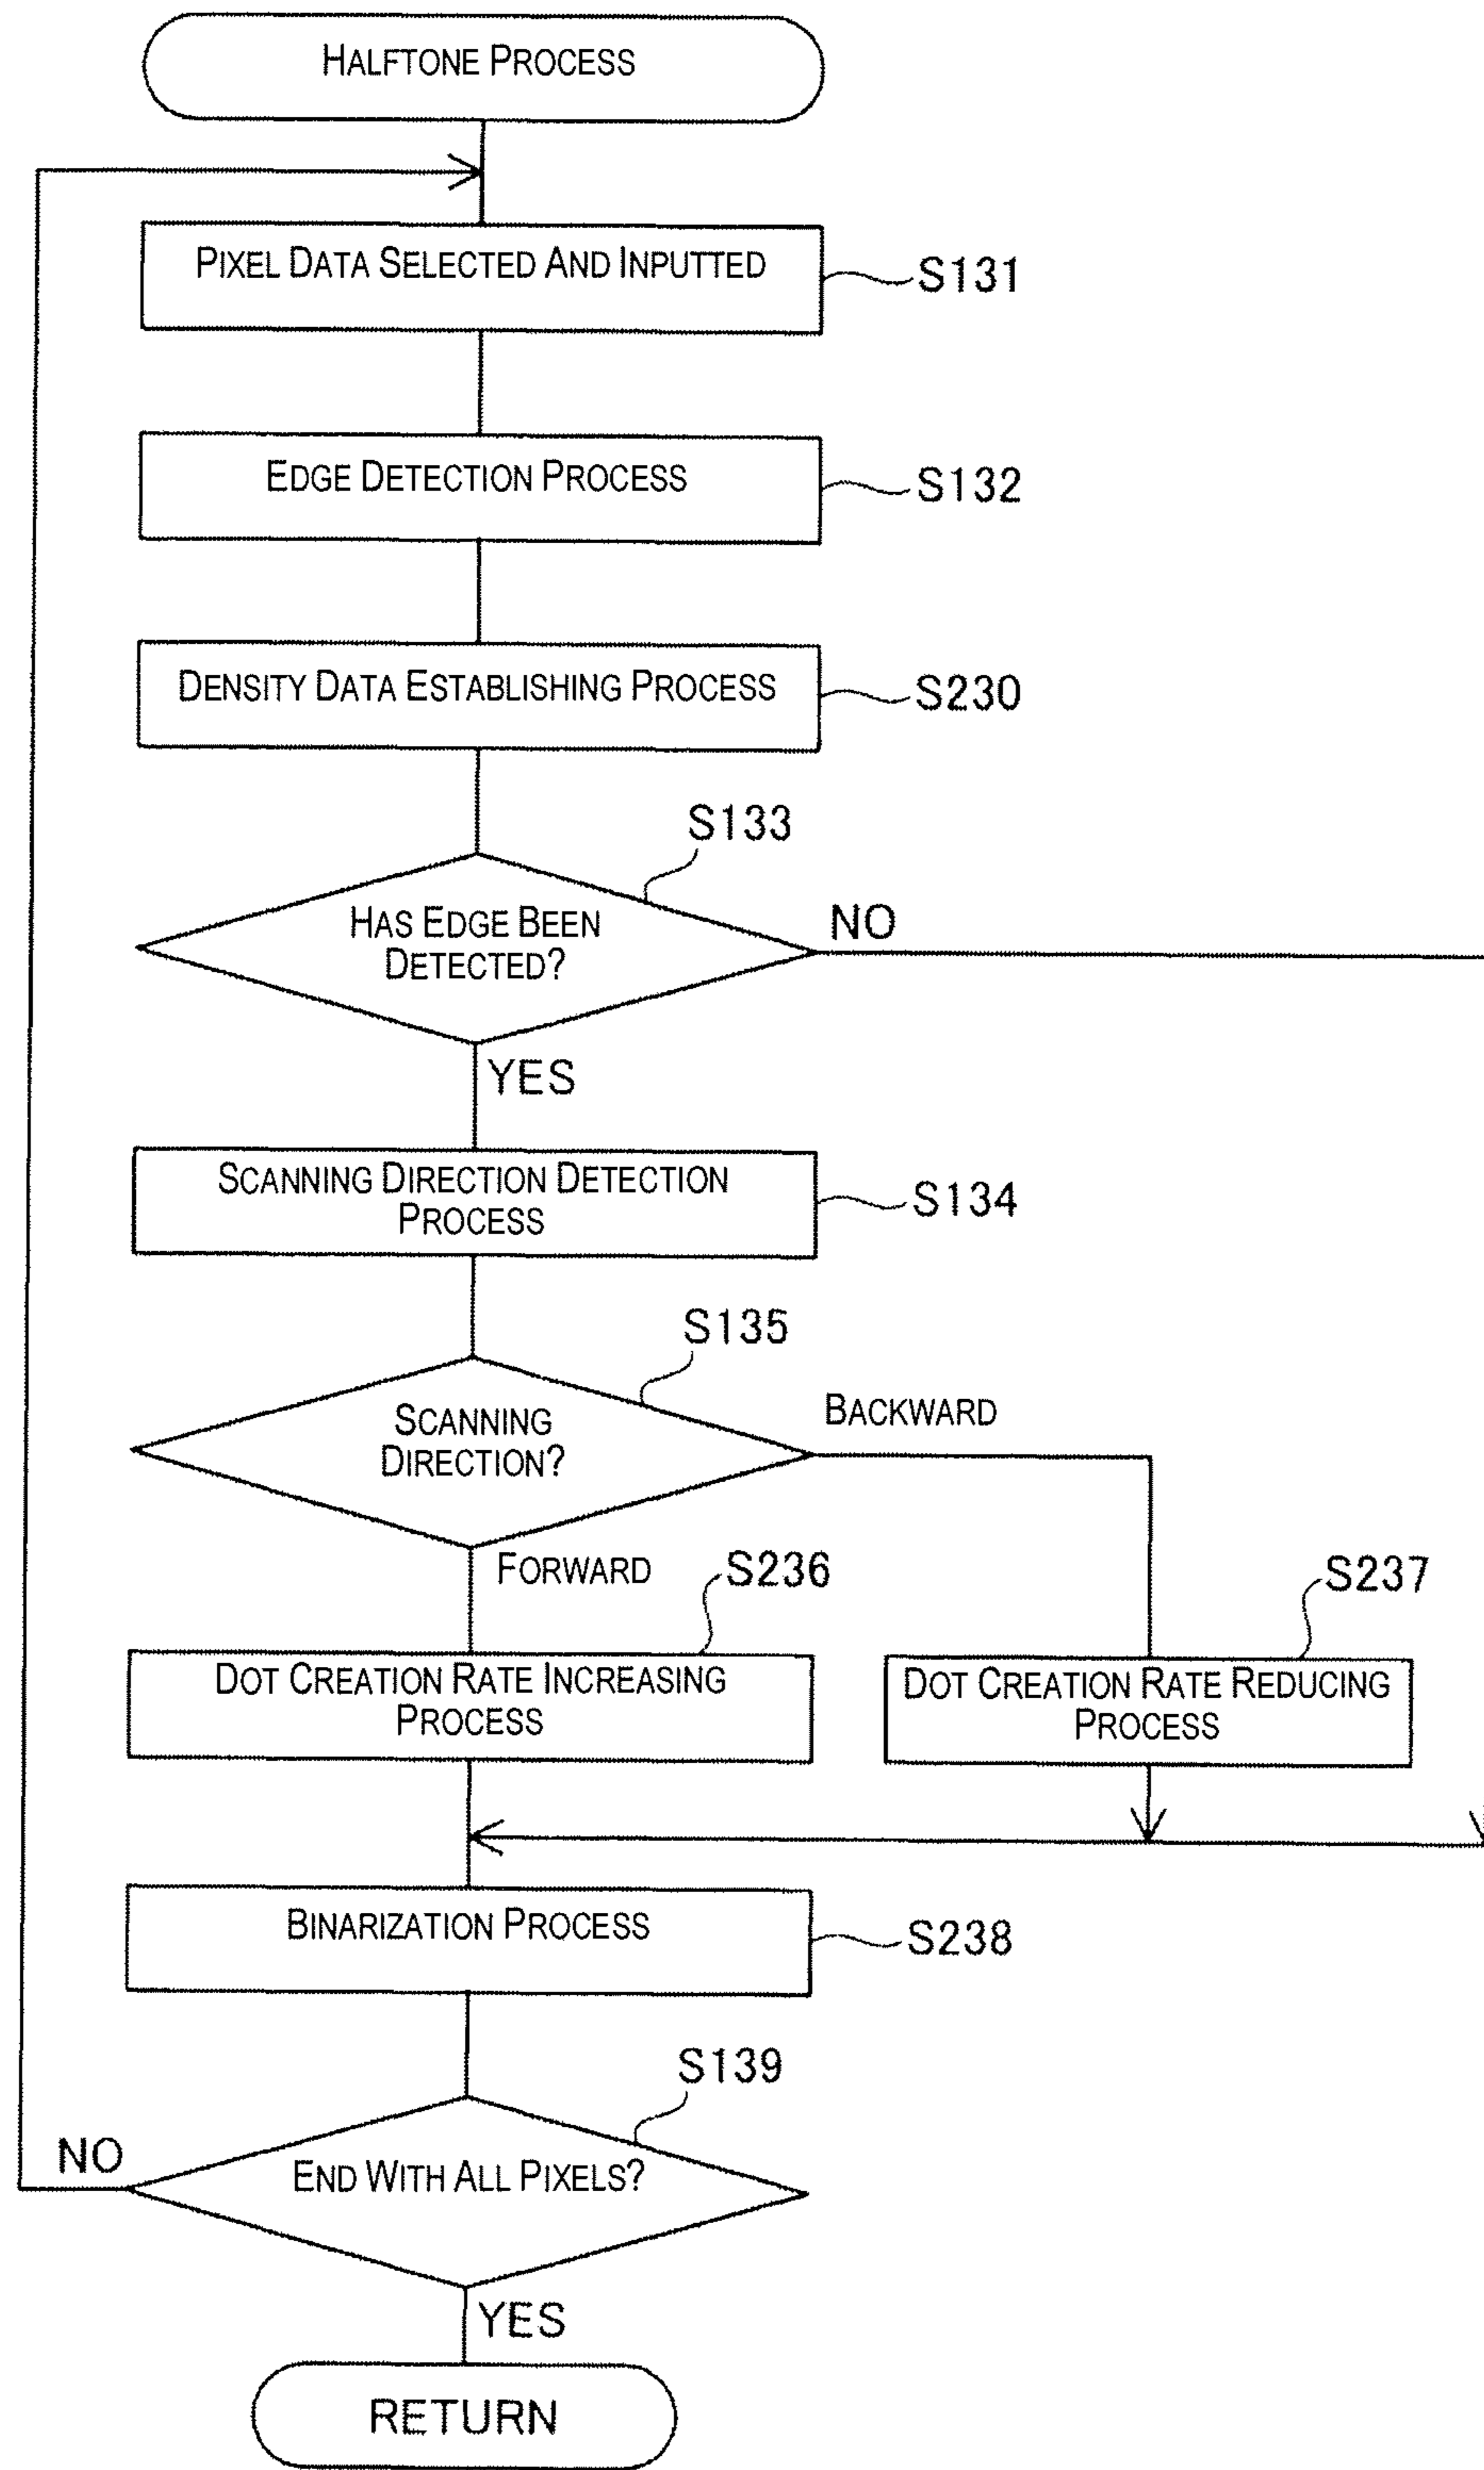 HALFTONE PROCESS
PIXEL DATA SELECTED AND INPUTTED
S131
EDGE DETECTION PROCESS
S132
DENSITY DATA ESTABLISHING PROCESS
S230
S133
HAS EDGE BEEN
DETECTED?
NO
YES
SCANNING DIRECTION DETECTION
PROCESS
S134
S135
SCANNING
DIRECTION?
BACKWARD
FORWARD
S236
S237
DOT CREATION RATE INCREASING
PROCESS
DOT CREATION RATE REDUCING
PROCESS
BINARIZATION PROCESS
S238
S139
NO
END WITH ALL PIXELS?
YES
RETURN